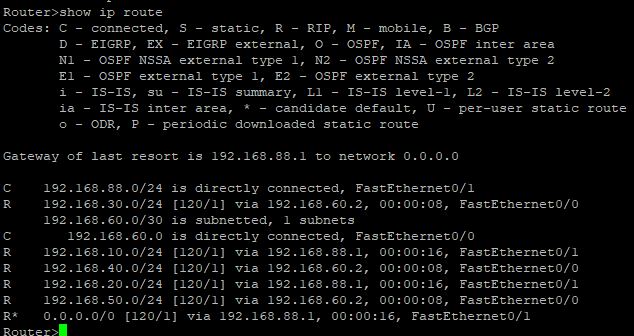 Router>show ip route
Codes: C - connected, S - static, R - RIP, M - mobile, B - BGP
       D - EIGRP, EX - EIGRP external, O - OSPF, IA - OSPF inter area
       N1 - OSPF NSSA external type 1, N2 - OSPF NSSA external type 2
       E1 - OSPF external type 1, E2 - OSPF external type 2
       i - IS-IS, su - IS-IS summary, L1 - IS-IS level-1, L2 - IS-IS level-2
       ia - IS-IS inter area, * - candidate default, U - per-user static route
       o - ODR, P - periodic downloaded static route
Gateway of last resort is 192.168.88.1 to network 0.0.0.0
C    192.168.88.0/24 is directly connected, FastEthernet0/1
R    192.168.30.0/24 [120/1] via 192.168.60.2, 00:00:08, FastEthernet0/0
     192.168.60.0/30 is subnetted, 1 subnets
C       192.168.60.0 is directly connected, FastEthernet0/0
R    192.168.10.0/24 [120/1] via 192.168.88.1, 00:00:16, FastEthernet0/1
R    192.168.40.0/24 [120/1] via 192.168.60.2, 00:00:08, FastEthernet0/0
R    192.168.20.0/24 [120/1] via 192.168.88.1, 00:00:16, FastEthernet0/1
R    192.168.50.0/24 [120/1] via 192.168.60.2, 00:00:08, FastEthernet0/0
R*   0.0.0.0/0 [120/1] via 192.168.88.1, 00:00:16, FastEthernet0/1
Router>